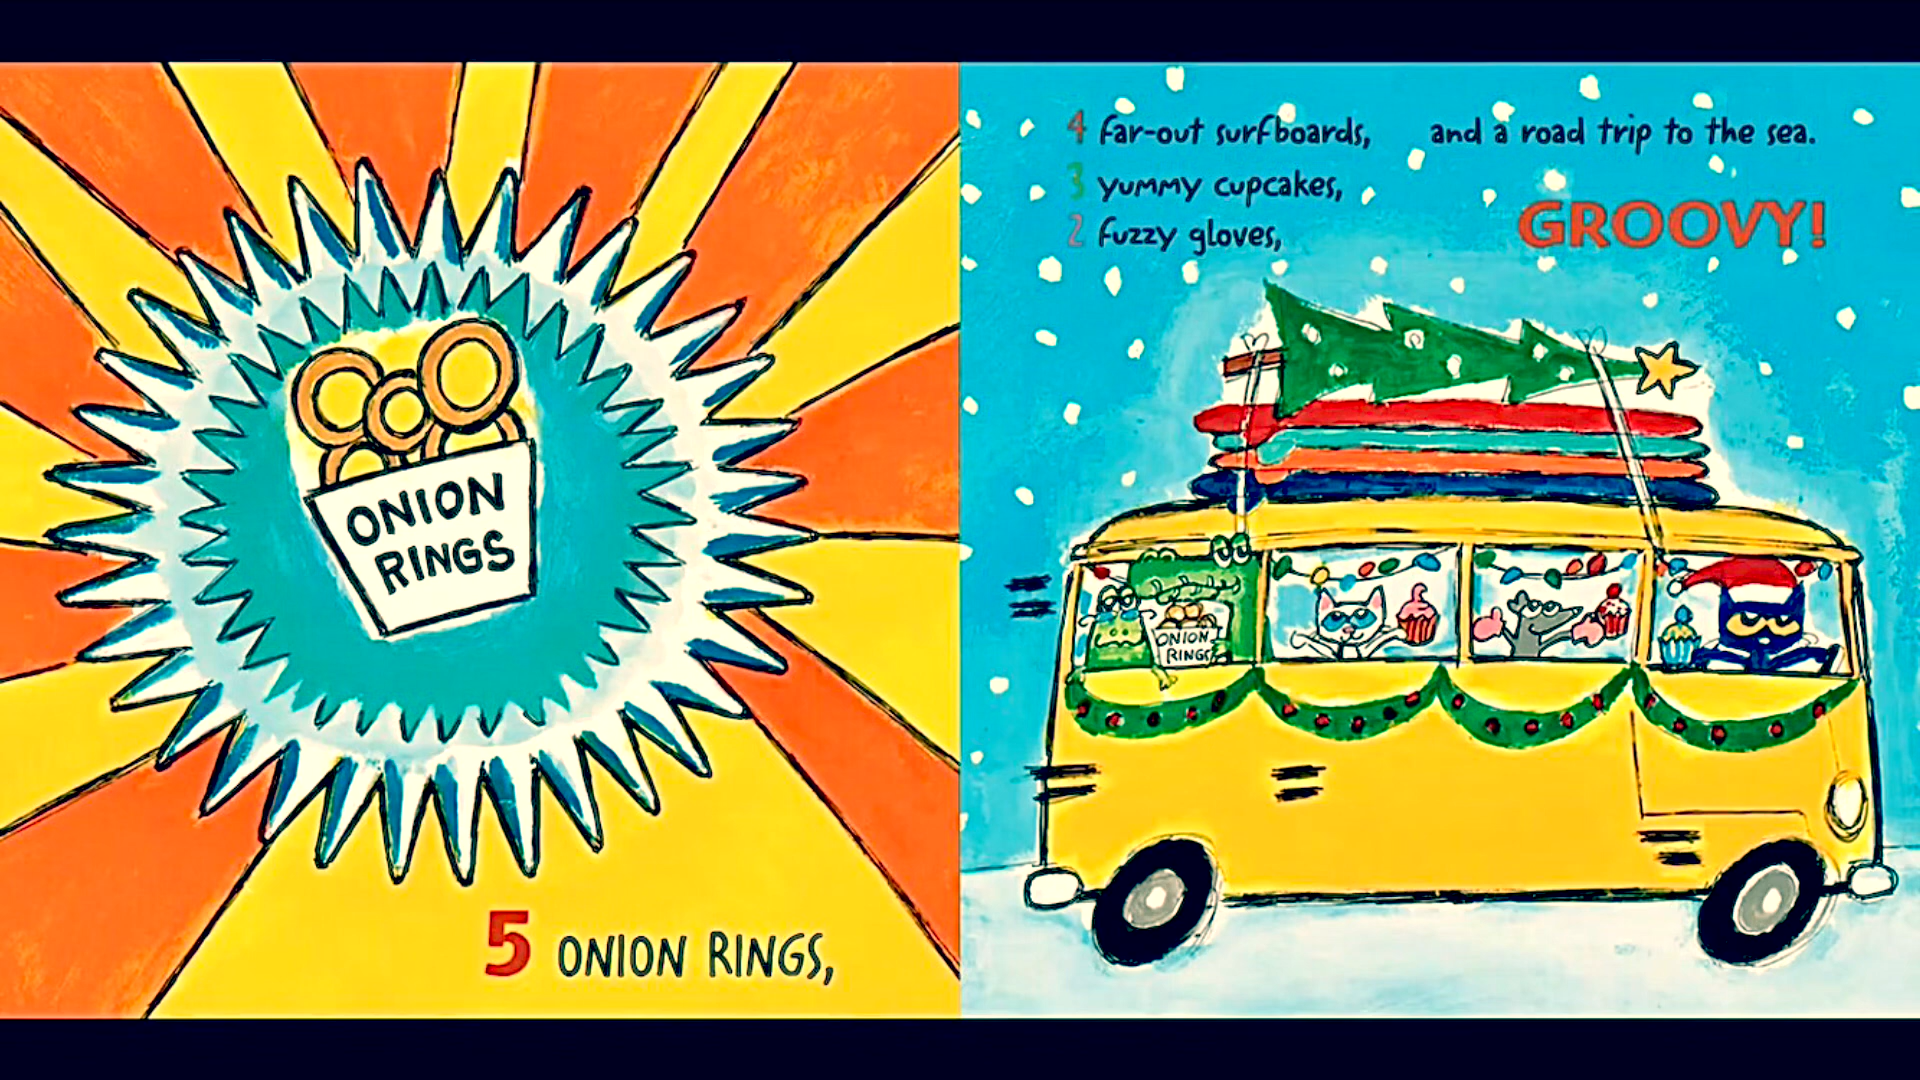 ONION
RINGS
5 ONION RINGS,
4 far-out surfboards,
3 yummy cupcakes,
2 fuzzy gloves,
and a road trip to the sea.
GROOVY!
ONION
RINGS